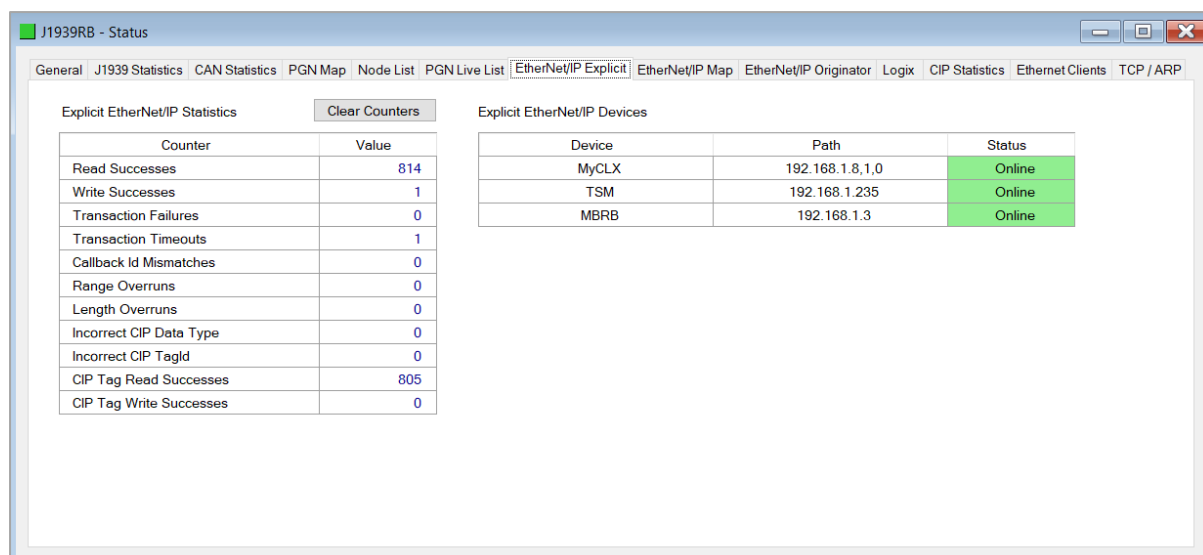 J1939RB - Status
General J1939 Statistics CAN Statistics PGN Map Node List PGN Live List EtherNet/IP Explicit EtherNet/IP Map EtherNet/IP Originator Logix CIP Statistics Ethernet Clients TCP / ARP
Explicit EtherNet/IP Statistics Clear Counters
Counter Value
Read Successes 814
Write Successes 1
Transaction Failures 0
Transaction Timeouts 1
Callback Id Mismatches 0
Range Overruns 0
Length Overruns 0
Incorrect CIP Data Type 0
Incorrect CIP TagId 0
CIP Tag Read Successes 805
CIP Tag Write Successes 0
Explicit EtherNet/IP Devices
Device Path Status
MyCLX 192.168.1.8,1,0 Online
TSM 192.168.1.235 Online
MBRB 192.168.1.3 Online